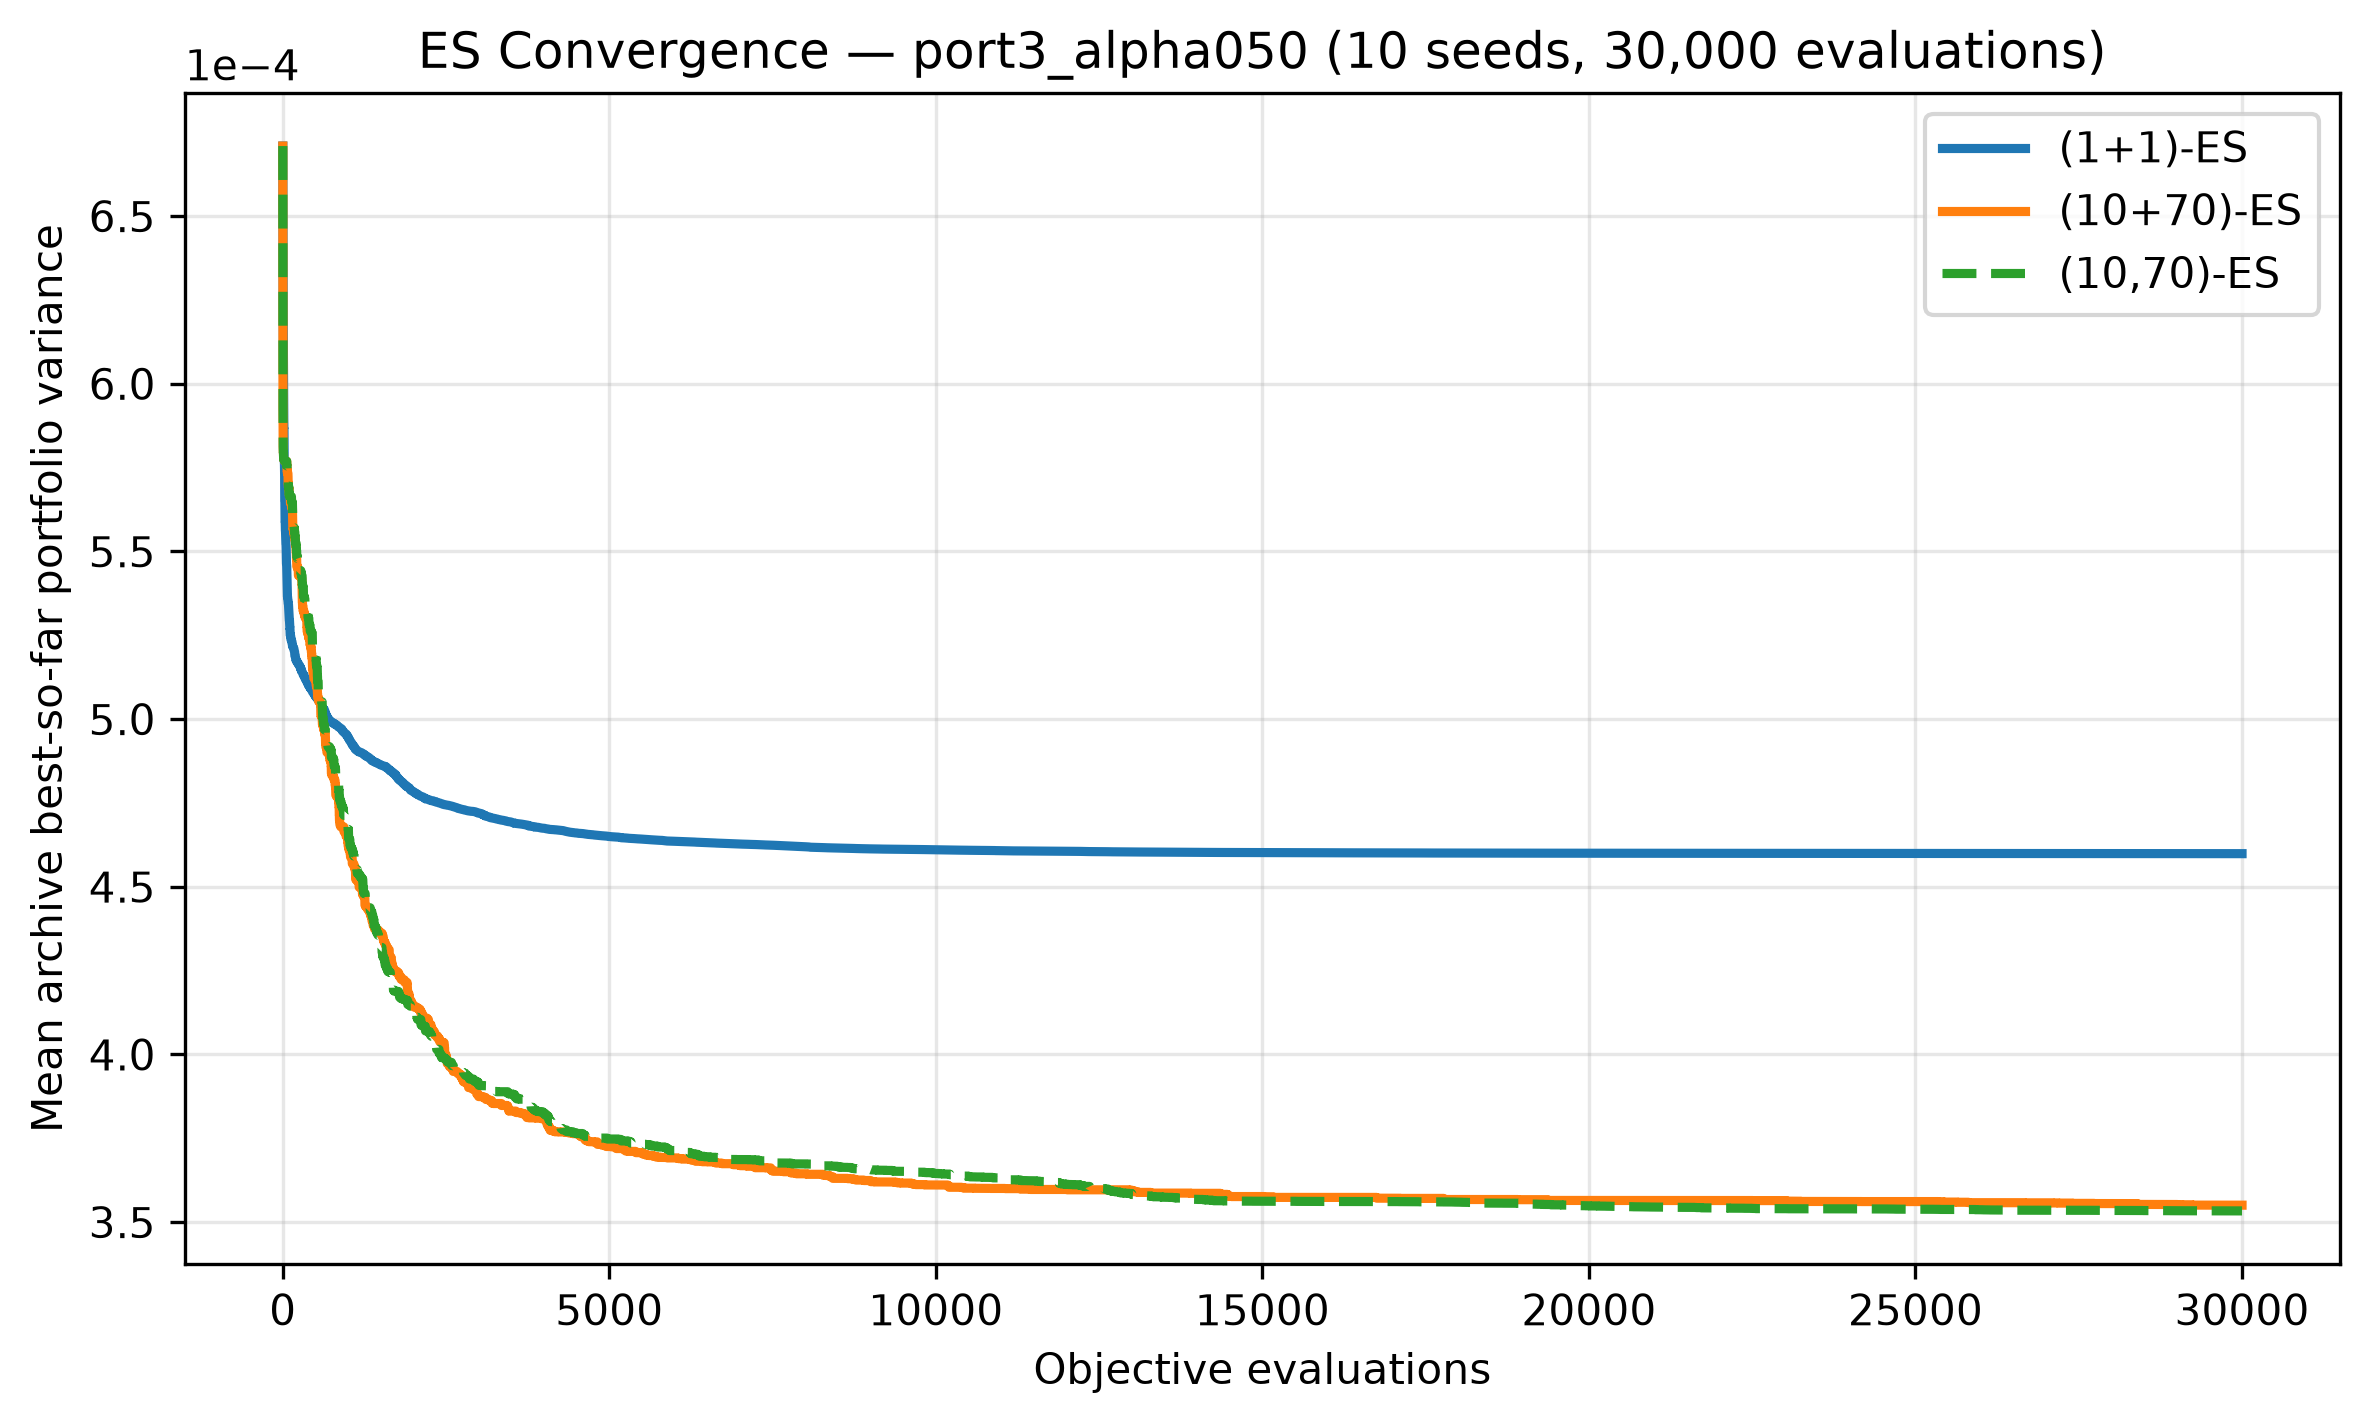 ES Convergence — port3_alpha050 (10 seeds, 30,000 evaluations)
1e−4
(1+1)-ES
(10+70)-ES
(10,70)-ES
Mean archive best-so-far portfolio variance
6.5
6.0
5.5
5.0
4.5
4.0
3.5
0 5000 10000 15000 20000 25000 30000
Objective evaluations